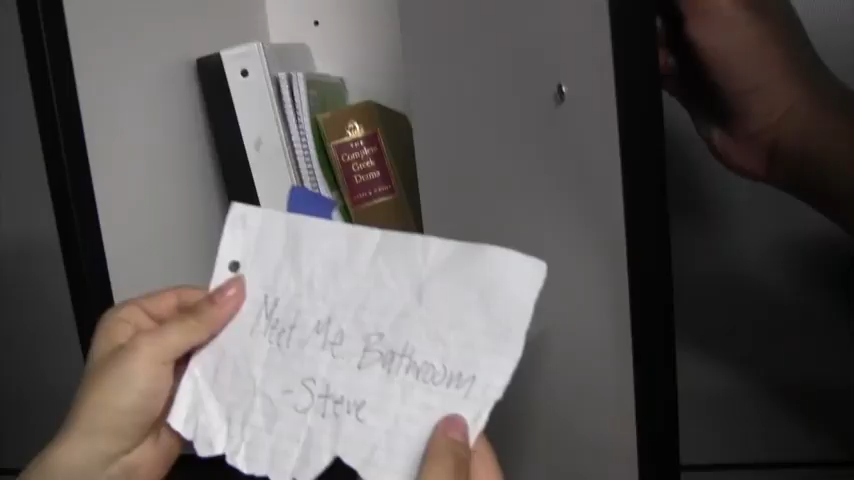 THE
Complete
Greek
Drama
Meet Me Bathroom
-Steve